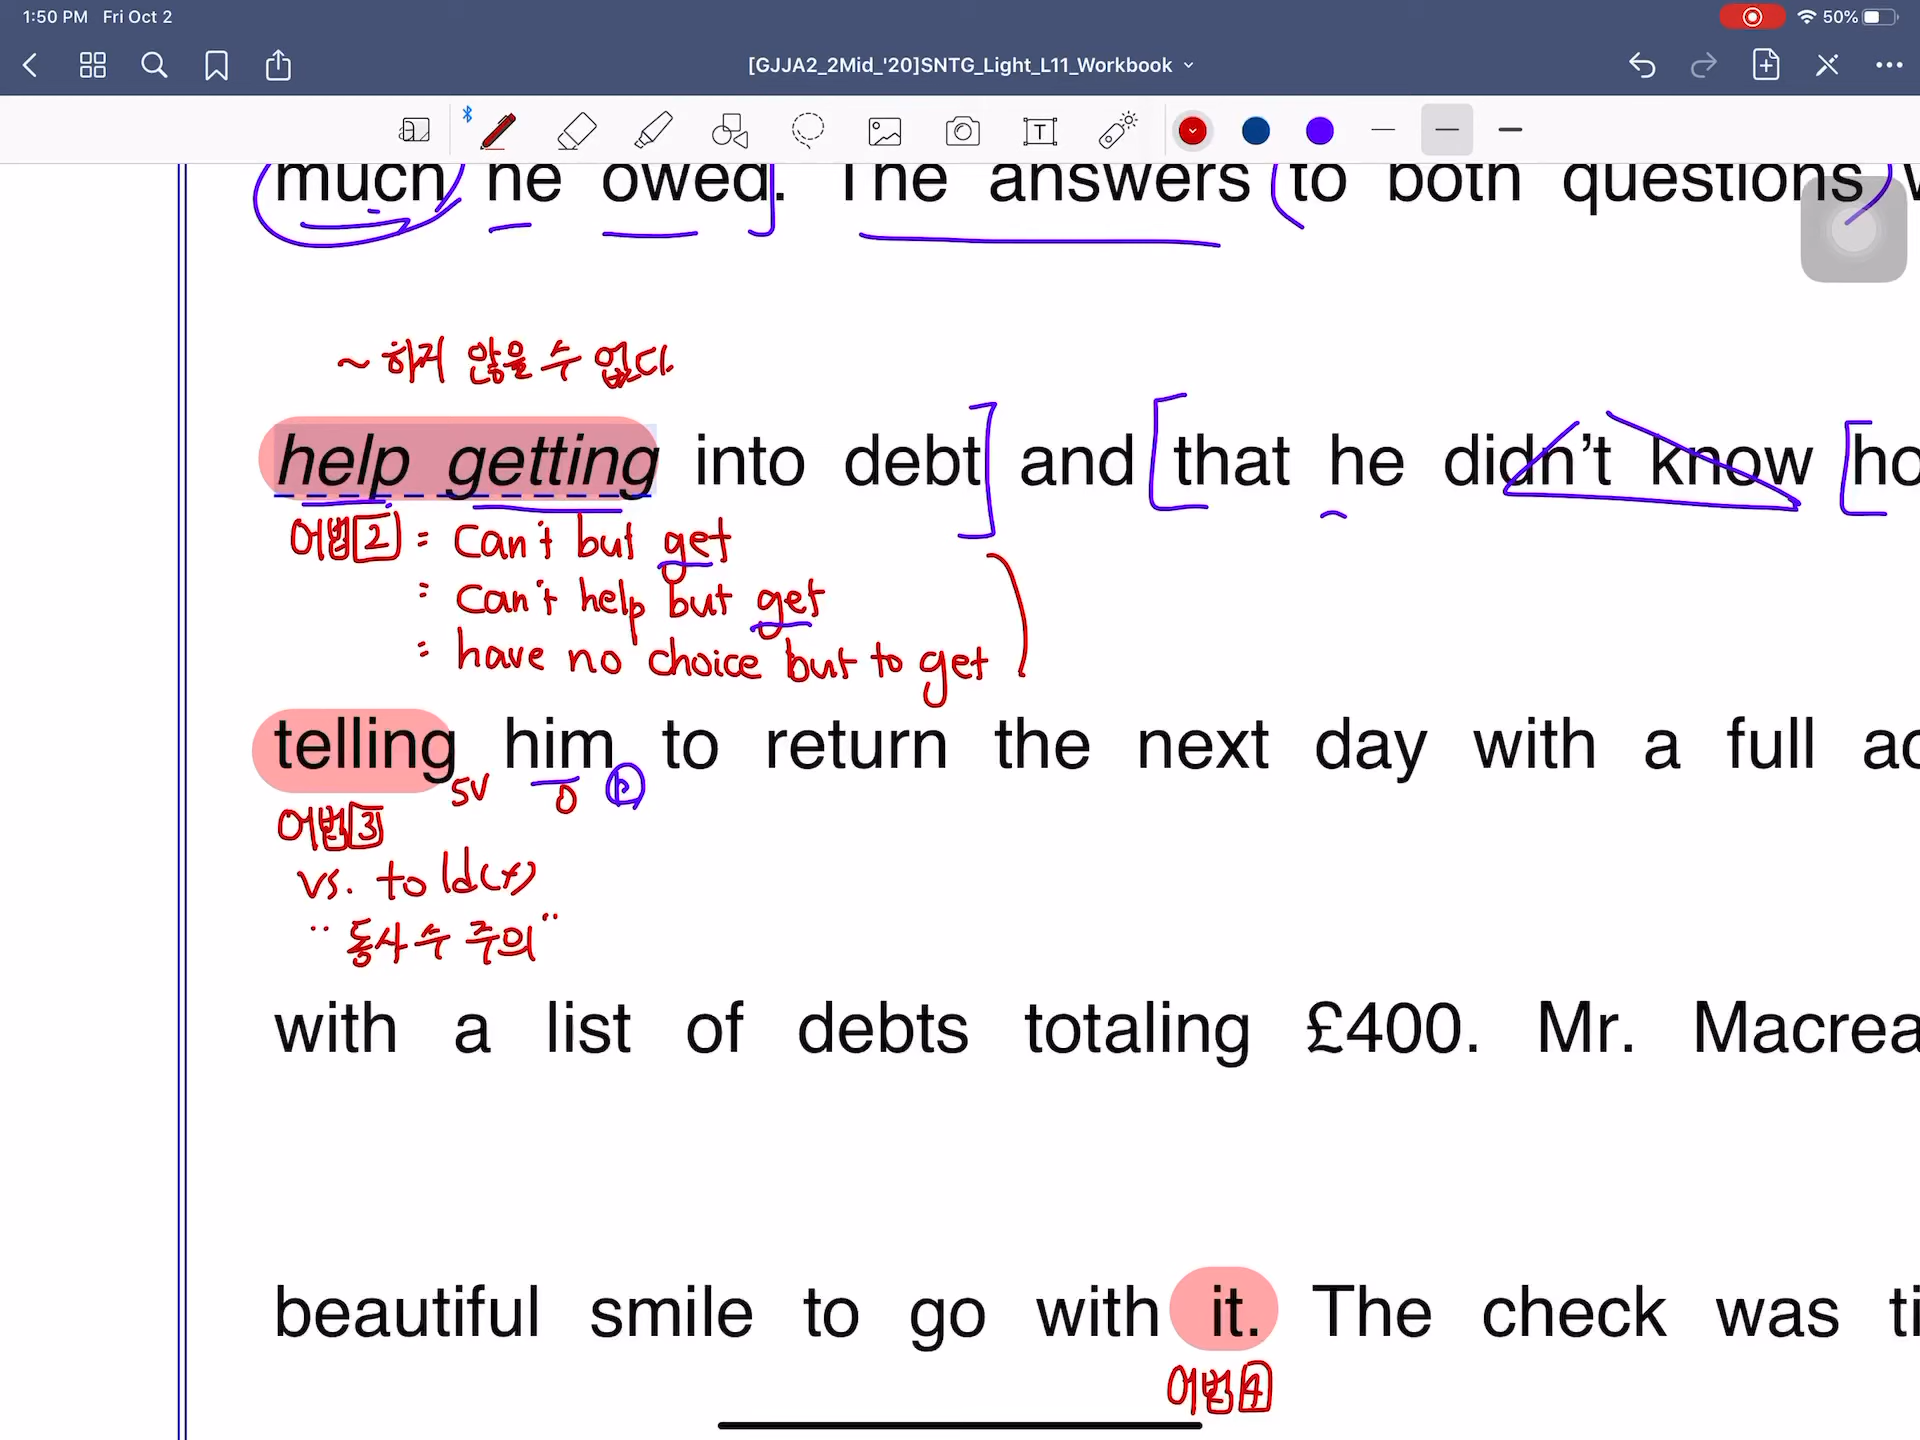 1:50 PM Fri Oct 2
50%
[GJJA2_2Mid_'20]SNTG_Light_L11_Workbook
much he owed. The answers to both questions w
~하지 않을 수 없다.
help getting into debt and that he didn't know ho
어법 2 = Can't but get
= Can't help but get
= have no choice but to get
telling him to return the next day with a full ac
5V O
어법 3
vs. told(x)
"동사 수 주의"
with a list of debts totaling £400. Mr. Macrea
beautiful smile to go with it. The check was ti
어법 4